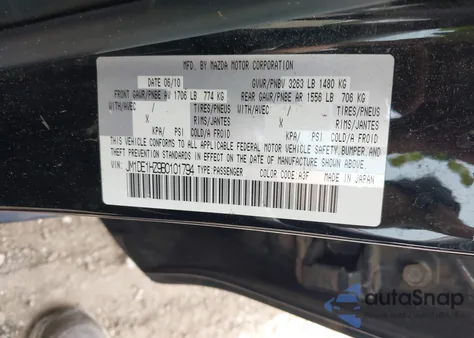 MFD. BY MAZDA MOTOR CORPORATION
DATE 06/10 GVWR/PNBV 3263 LB 1480 KG
FRONT GAWR/PNBE AV 1706 LB 774 KG REAR GAWR/PNBE AR 1556 LB 706 KG
WITH/AVEC / - TIRES/PNEUS WITH/AVEC / - TIRES/PNEUS
X RIMS/JANTES X RIMS/JANTES
KPA/ PSI COLD/A FROID KPA/ PSI COLD/A FROID
THIS VEHICLE CONFORMS TO ALL APPLICABLE FEDERAL MOTOR VEHICLE SAFETY, BUMPER, AND
THEFT PREVENTION STANDARDS IN EFFECT ON THE DATE OF MANUFACTURE SHOWN ABOVE.
VIN: JM1DE1HZ9B0101794 TYPE: PASSENGER COLOR CODE: A3F MADE IN JAPAN
autoSnap